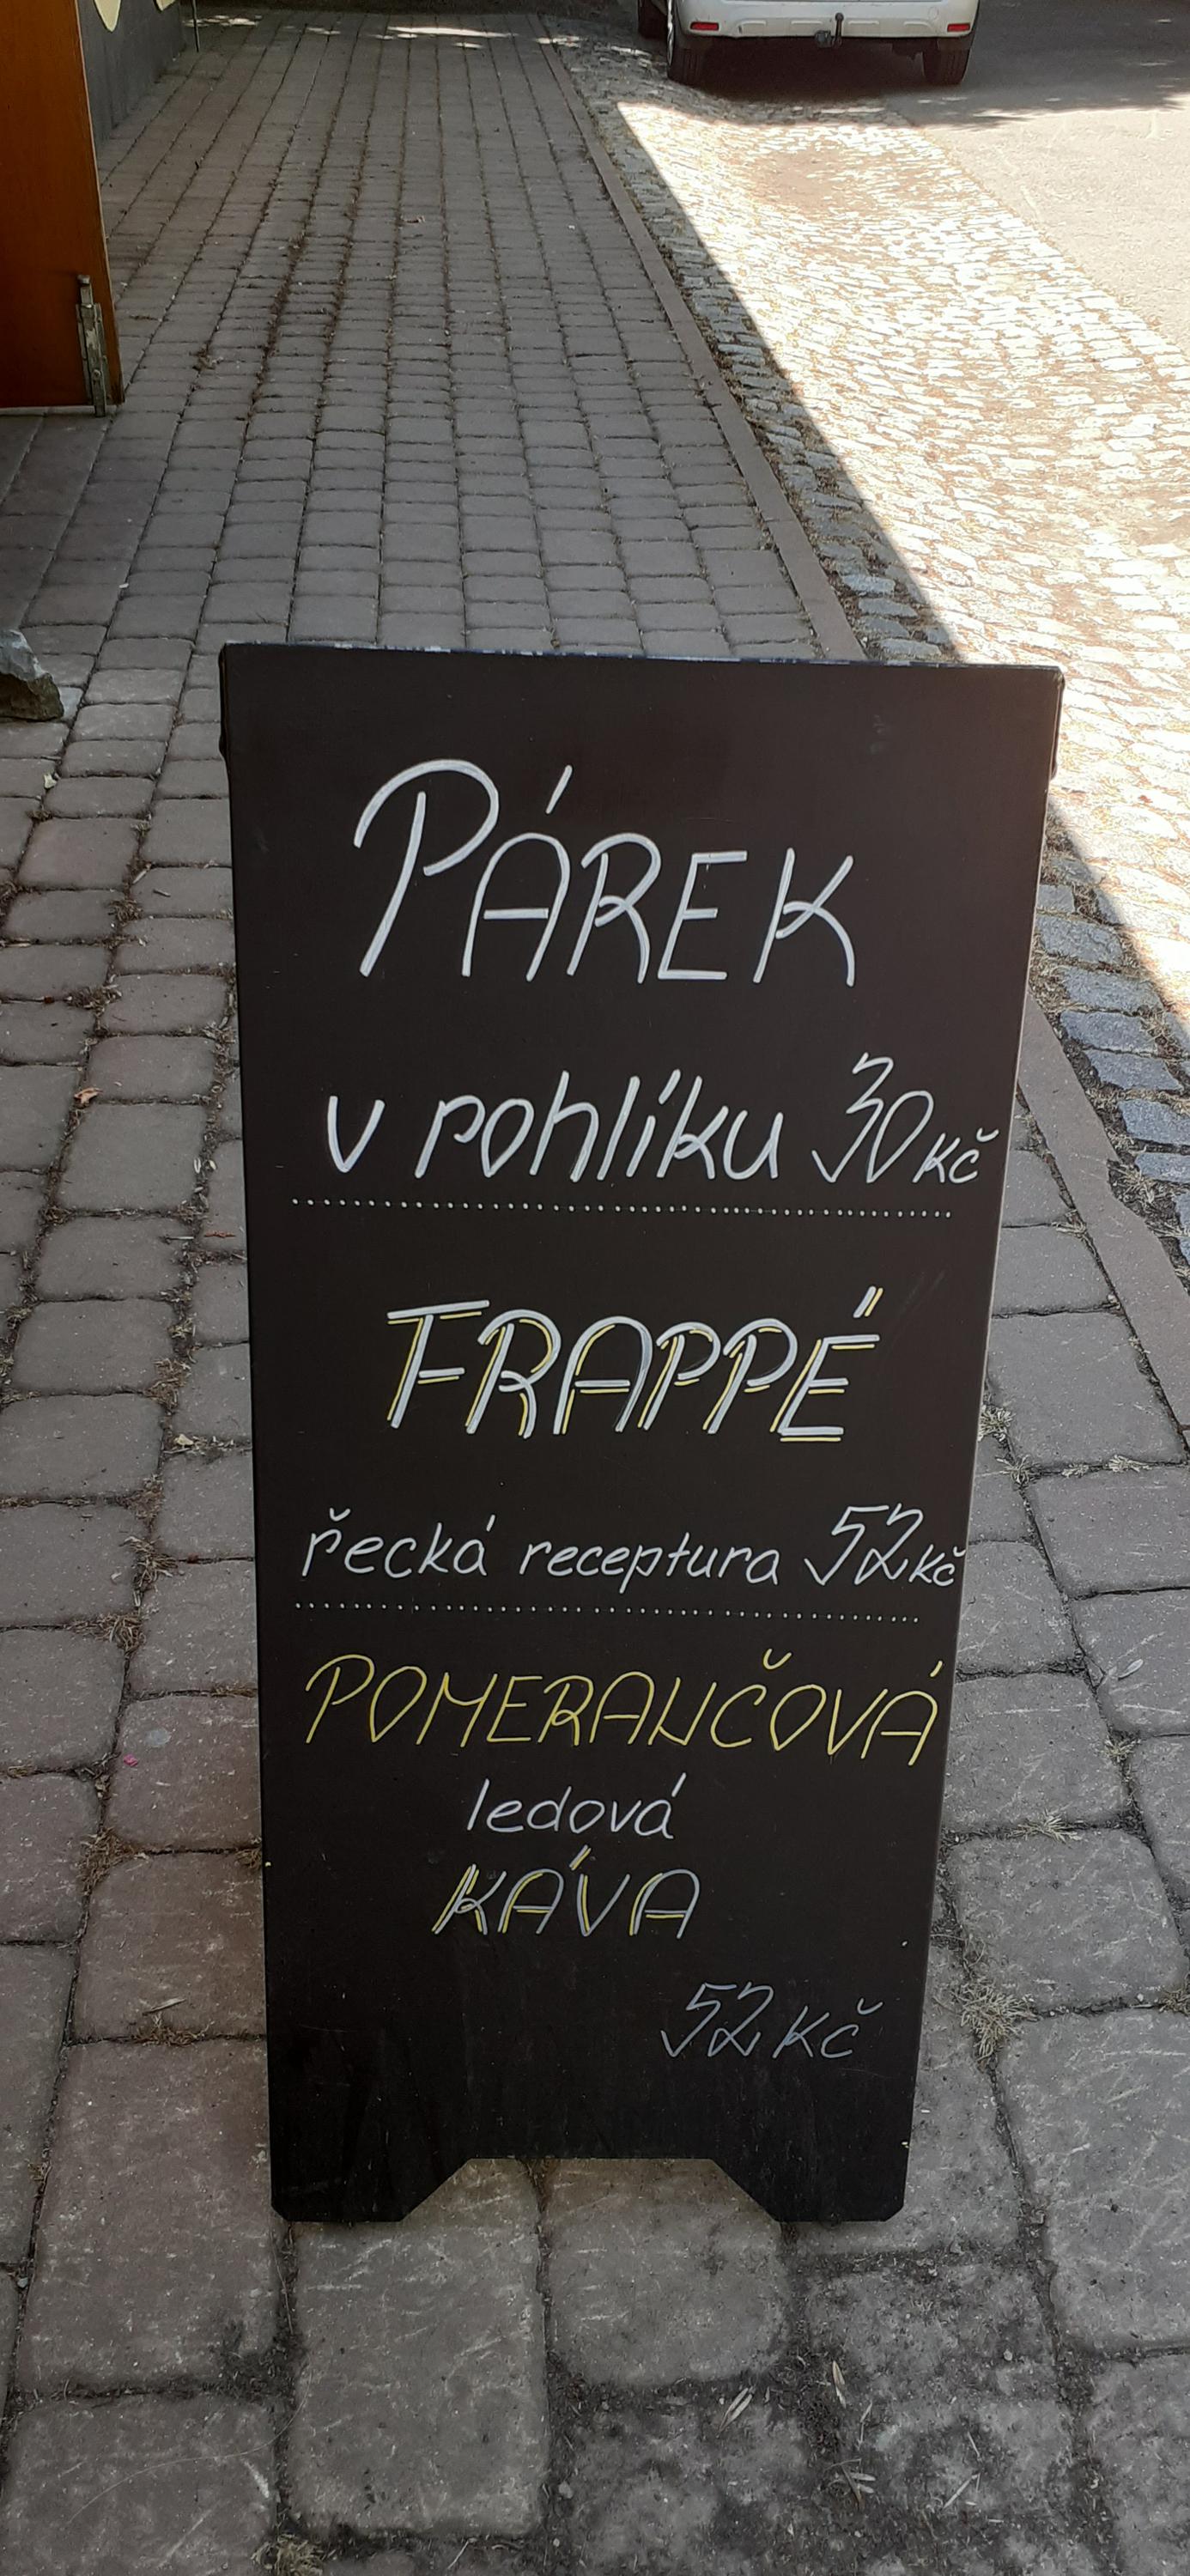 PÁREK
v rohlíku 30 Kč
FRAPPÉ
řecká receptura 52 Kč
POMERANČOVÁ
ledová
KÁVA
52 Kč